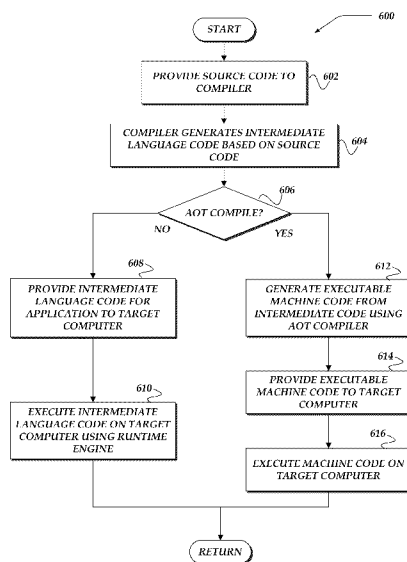 600
START
PROVIDE SOURCE CODE TO
COMPILER
602
COMPILER GENERATES INTERMEDIATE
LANGUAGE CODE BASED ON SOURCE
CODE
604
606
AOT COMPILE?
NO
YES
608
PROVIDE INTERMEDIATE
LANGUAGE CODE FOR
APPLICATION TO TARGET
COMPUTER
610
EXECUTE INTERMEDIATE
LANGUAGE CODE ON TARGET
COMPUTER USING RUNTIME
ENGINE
612
GENERATE EXECUTABLE
MACHINE CODE FROM
INTERMEDIATE CODE USING
AOT COMPILER
614
PROVIDE EXECUTABLE
MACHINE CODE TO TARGET
COMPUTER
616
EXECUTE MACHINE CODE ON
TARGET COMPUTER
RETURN